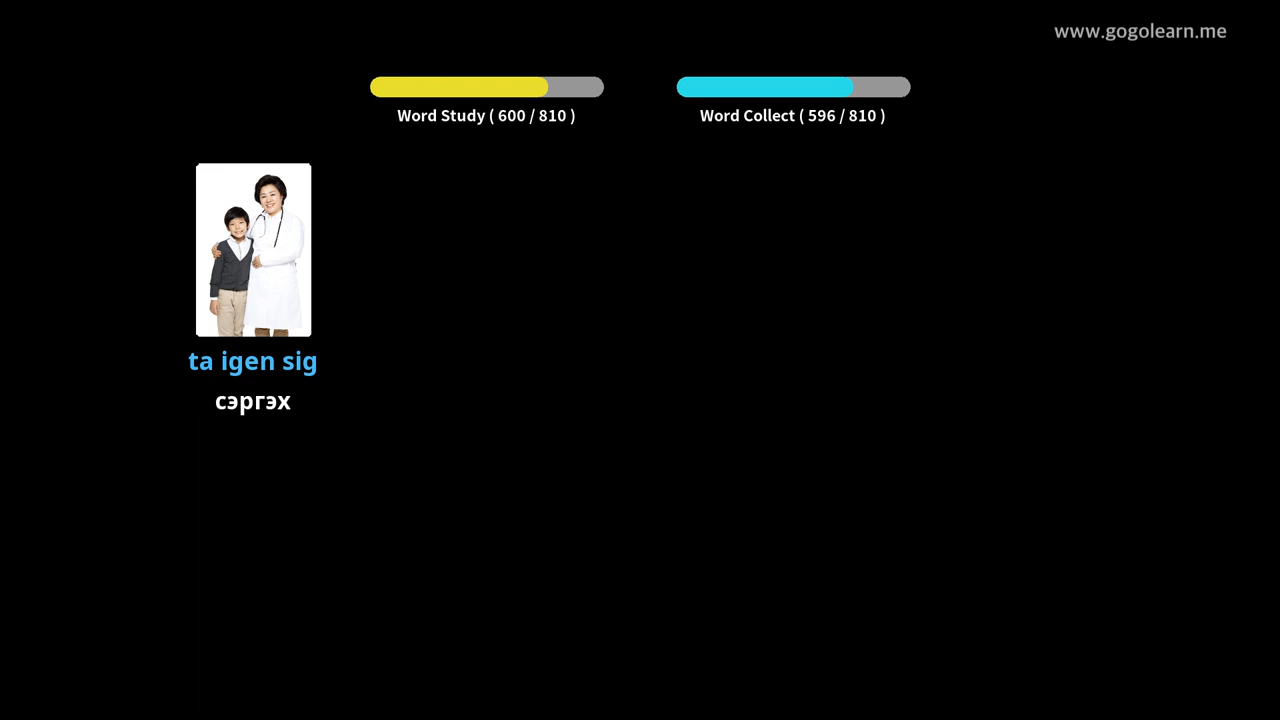 www.gogolearn.me
Word Study ( 600 / 810 )
Word Collect ( 596 / 810 )
ta igen sig
сэргэх